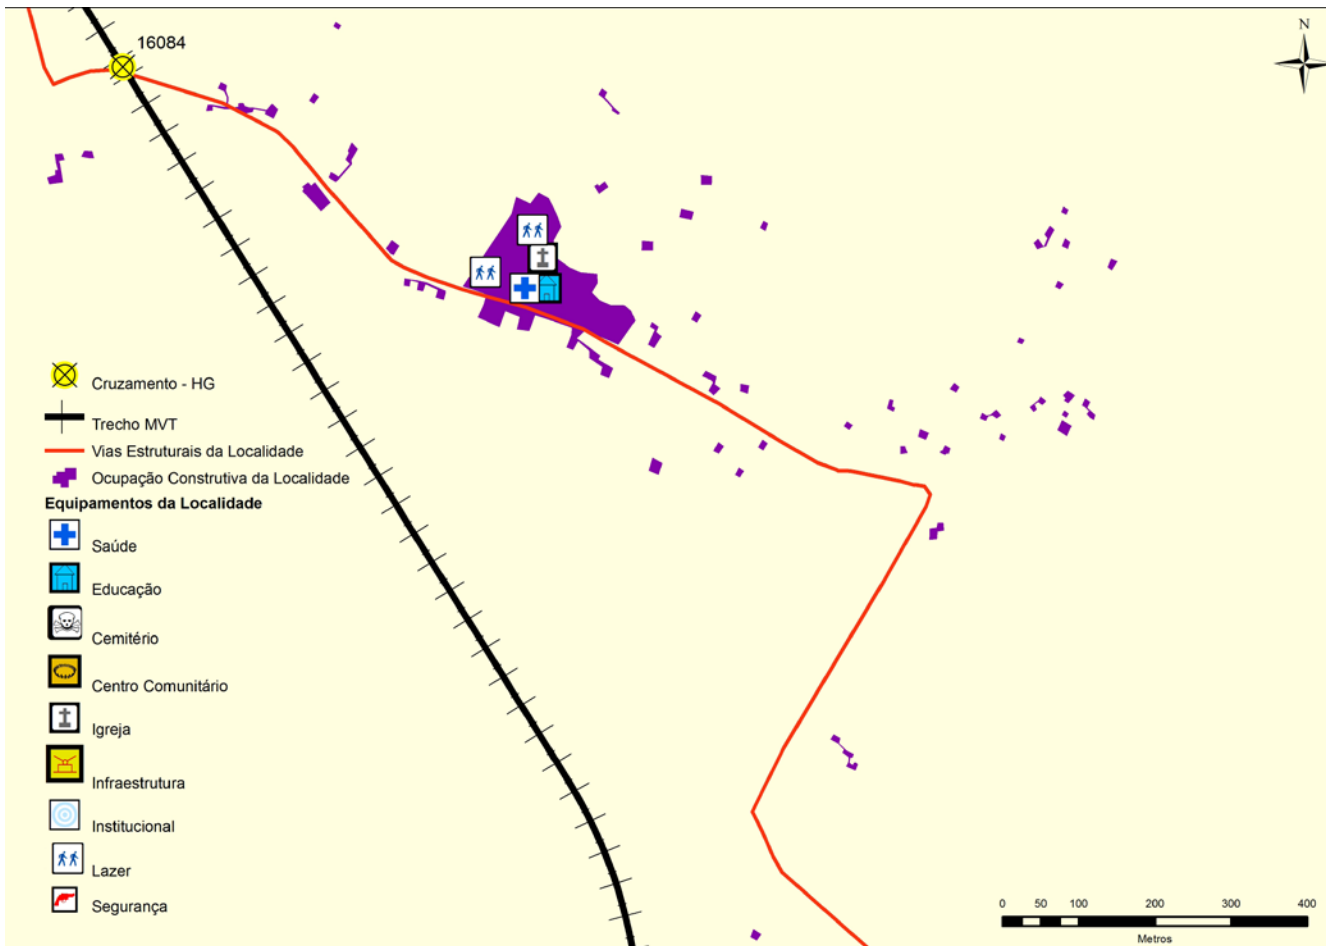 16084
N
Cruzamento - HG
Trecho MVT
Vias Estruturais da Localidade
Ocupação Construtiva da Localidade
Equipamentos da Localidade
Saúde
Educação
Cemitério
Centro Comunitário
Igreja
Infraestrutura
Institucional
Lazer
Segurança
0 50 100 200 300 400
Metros